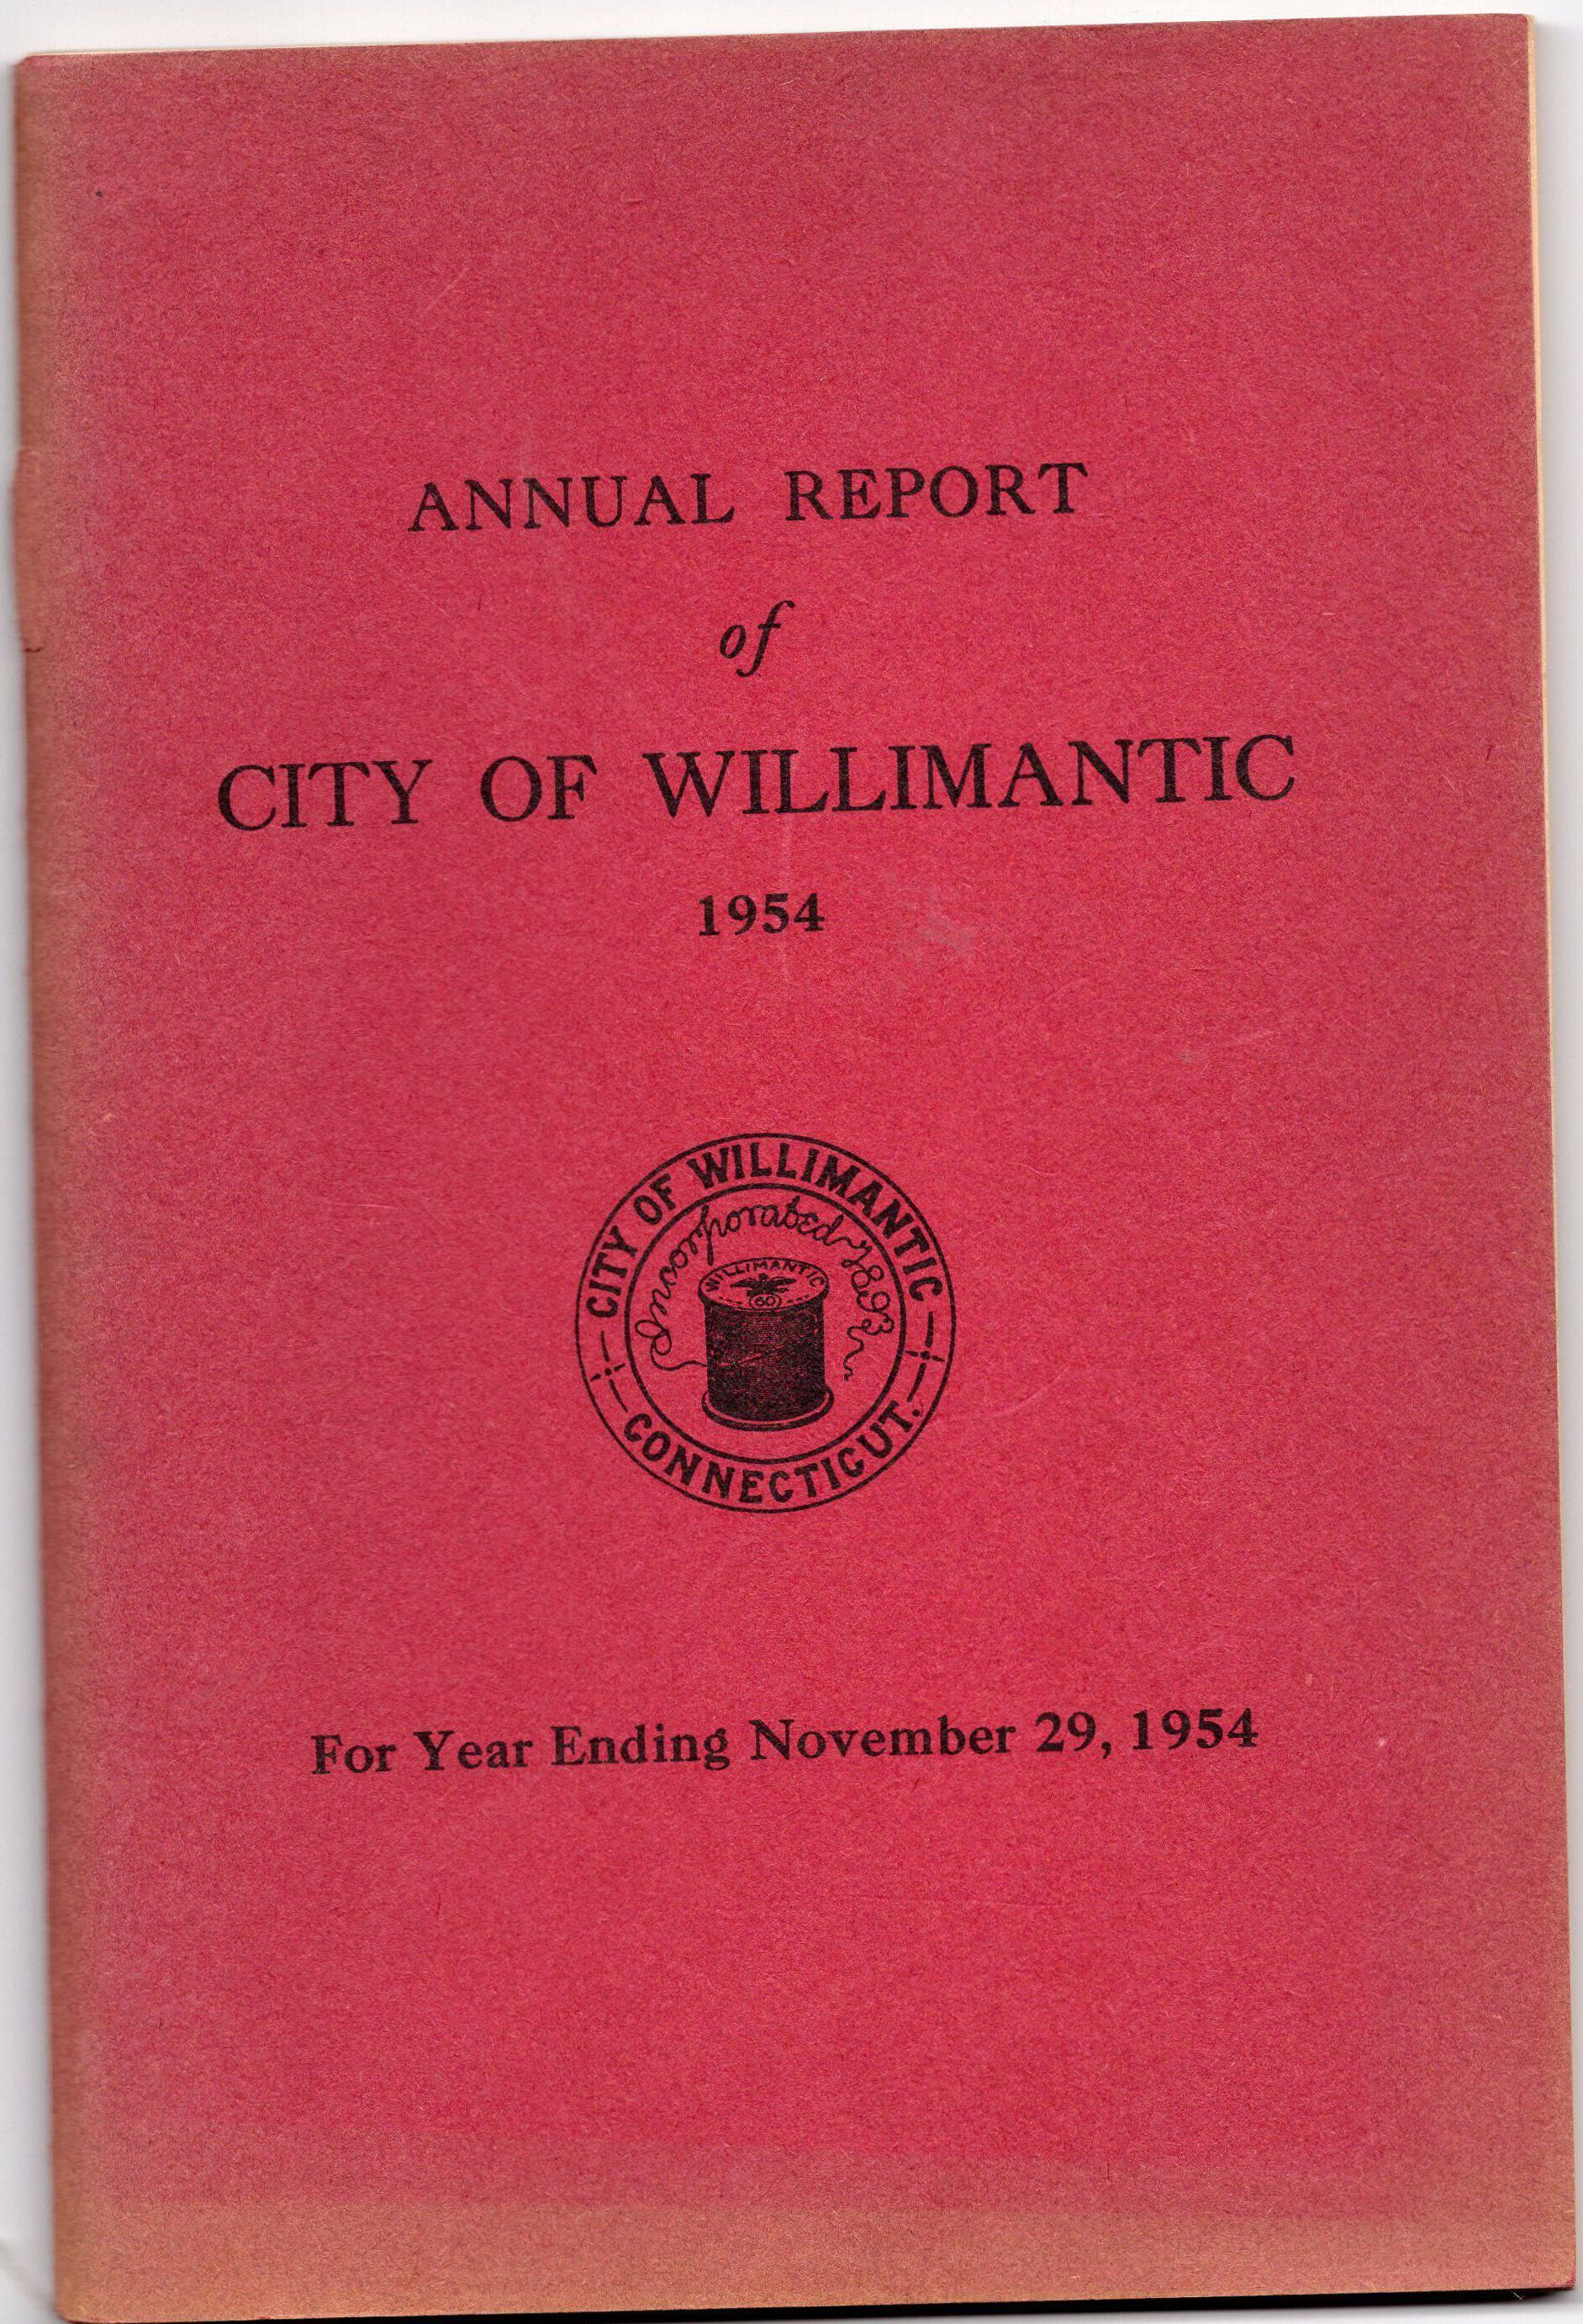 ANNUAL REPORT
of
CITY OF WILLIMANTIC
1954
CITY OF WILLIMANTIC
Incorporated 1893
WILLIMANTIC
60
CONNECTICUT.
For Year Ending November 29, 1954